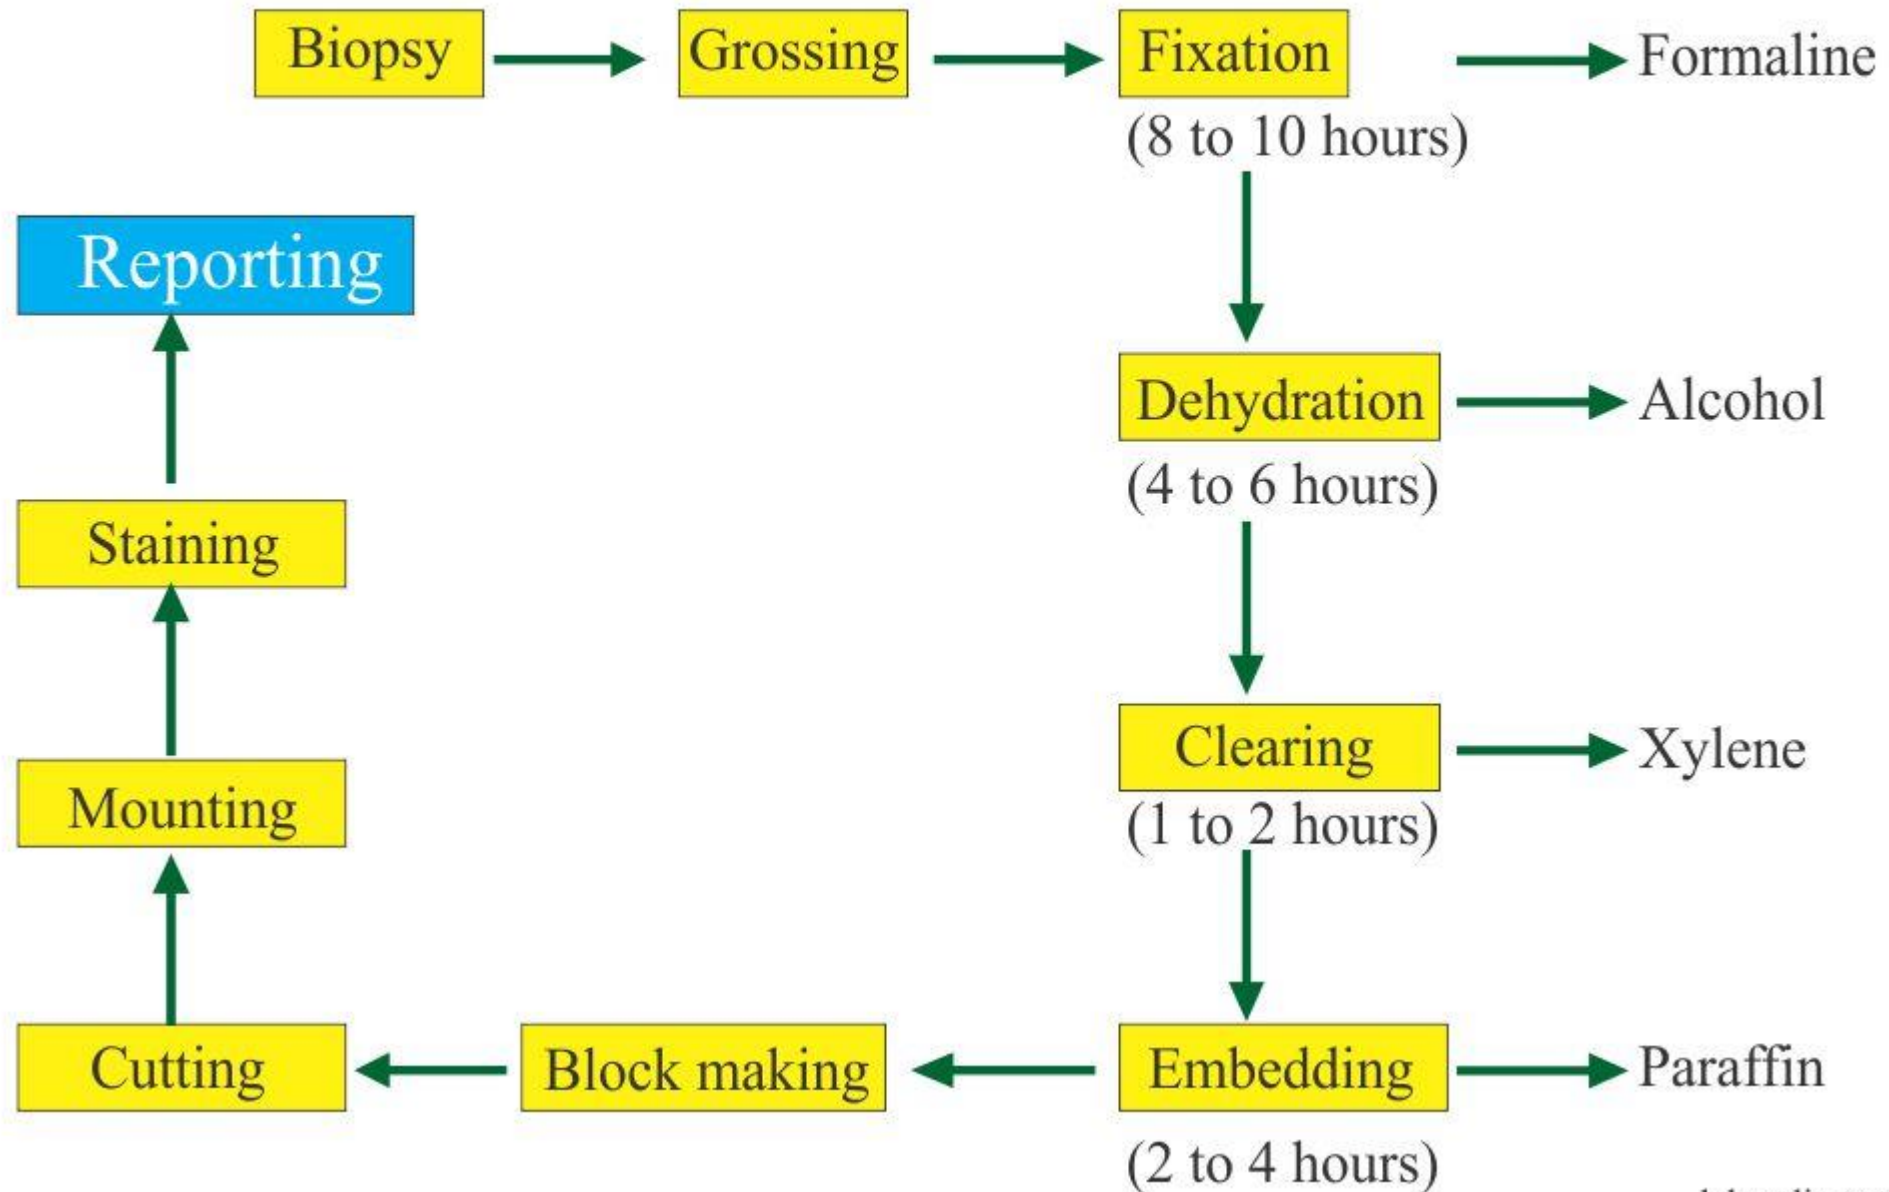 Biopsy
Grossing
Fixation
Formaline
(8 to 10 hours)
Reporting
Dehydration
Alcohol
(4 to 6 hours)
Staining
Clearing
Xylene
Mounting
(1 to 2 hours)
Cutting
Block making
Embedding
Paraffin
(2 to 4 hours)